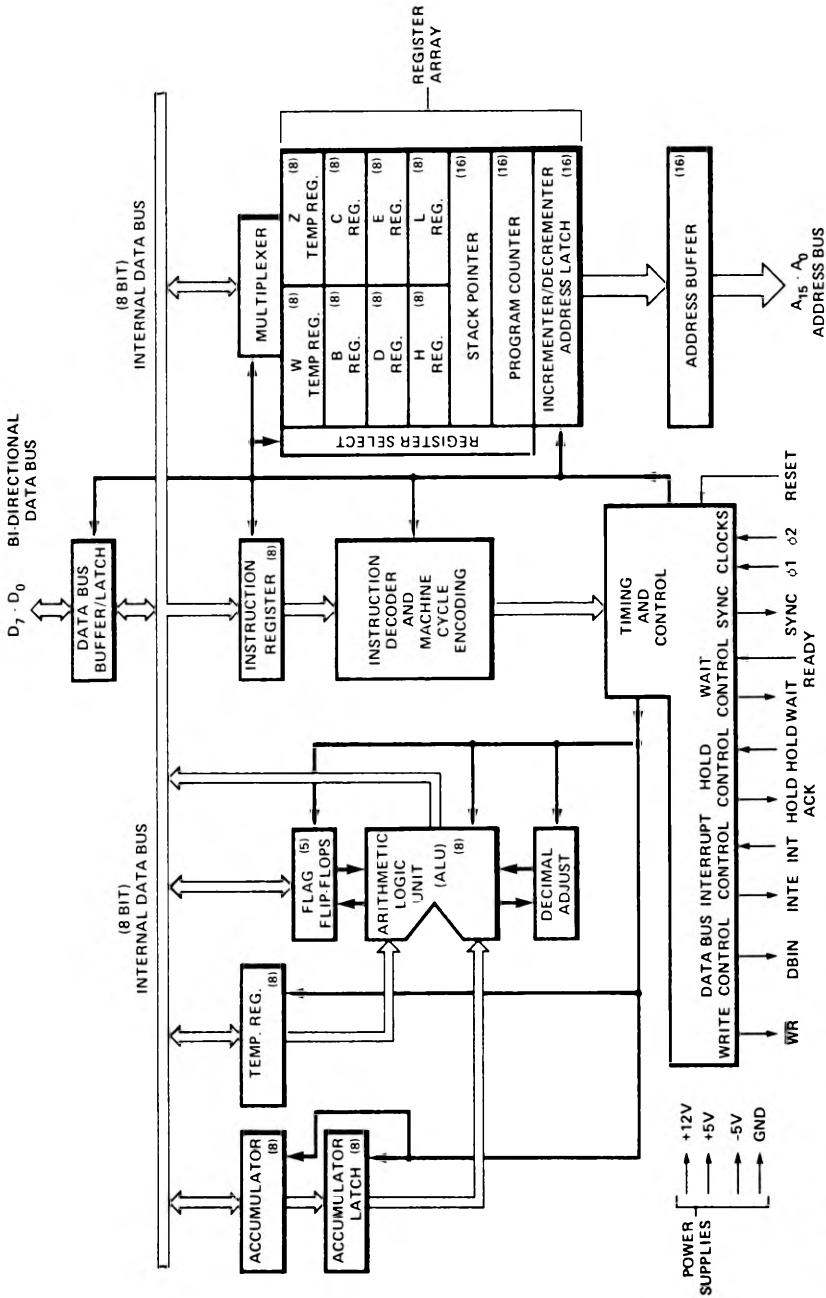 D7 - D0 BI-DIRECTIONAL
DATA BUS
(8 BIT)
INTERNAL DATA BUS
(8 BIT)
INTERNAL DATA BUS
DATA BUS
BUFFER/LATCH
ACCUMULATOR
(8)
ACCUMULATOR
LATCH (8)
TEMP. REG.
(8)
(5)
FLAG
FLIP-FLOPS
ARITHMETIC
LOGIC
UNIT
(ALU)
(8)
DECIMAL
ADJUST
INSTRUCTION
REGISTER (8)
INSTRUCTION
DECODER
AND
MACHINE
CYCLE
ENCODING
MULTIPLEXER
REGISTER SELECT
W (8)
TEMP REG.
Z (8)
TEMP REG.
B (8)
REG.
C (8)
REG.
D (8)
REG.
E (8)
REG.
H (8)
REG.
L (8)
REG.
STACK POINTER (16)
PROGRAM COUNTER (16)
INCREMENTER/DECREMENTER
ADDRESS LATCH (16)
REGISTER
ARRAY
ADDRESS BUFFER (16)
A15 - A0
ADDRESS BUS
TIMING
AND
CONTROL
WRITE
DATA BUS CONTROL
INTERRUPT CONTROL
HOLD CONTROL
WAIT CONTROL
SYNC
CLOCKS
WR
DBIN
INTE
INT
HOLD
ACK
HOLD
WAIT
READY
SYNC
φ1
φ2
RESET
POWER
SUPPLIES
+12V
+5V
-5V
GND